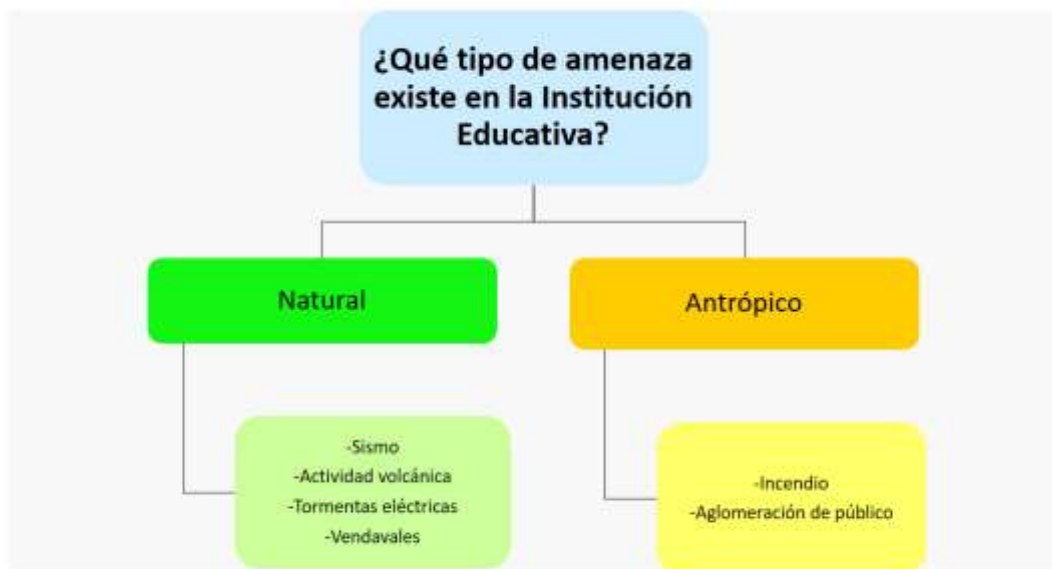 ¿Qué tipo de amenaza
existe en la Institución
Educativa?
Natural
Antrópico
-Sismo
-Actividad volcánica
-Tormentas eléctricas
-Vendavales
-Incendio
-Aglomeración de público